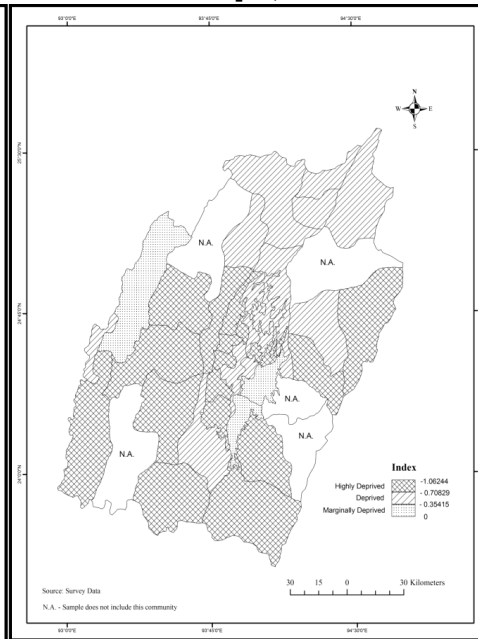 93°0'0"E 93°45'0"E 94°30'0"E
N
W E
S
25°30'0"N
N.A.
N.A.
24°45'0"N
N.A.
N.A.
N.A.
24°0'0"N
Index
Highly Deprived -1.06244
Deprived - 0.70829
Marginally Deprived - 0.35415
0
30 15 0 30 Kilometers
Source: Survey Data
N.A. - Sample does not include this community
93°0'0"E 93°45'0"E 94°30'0"E